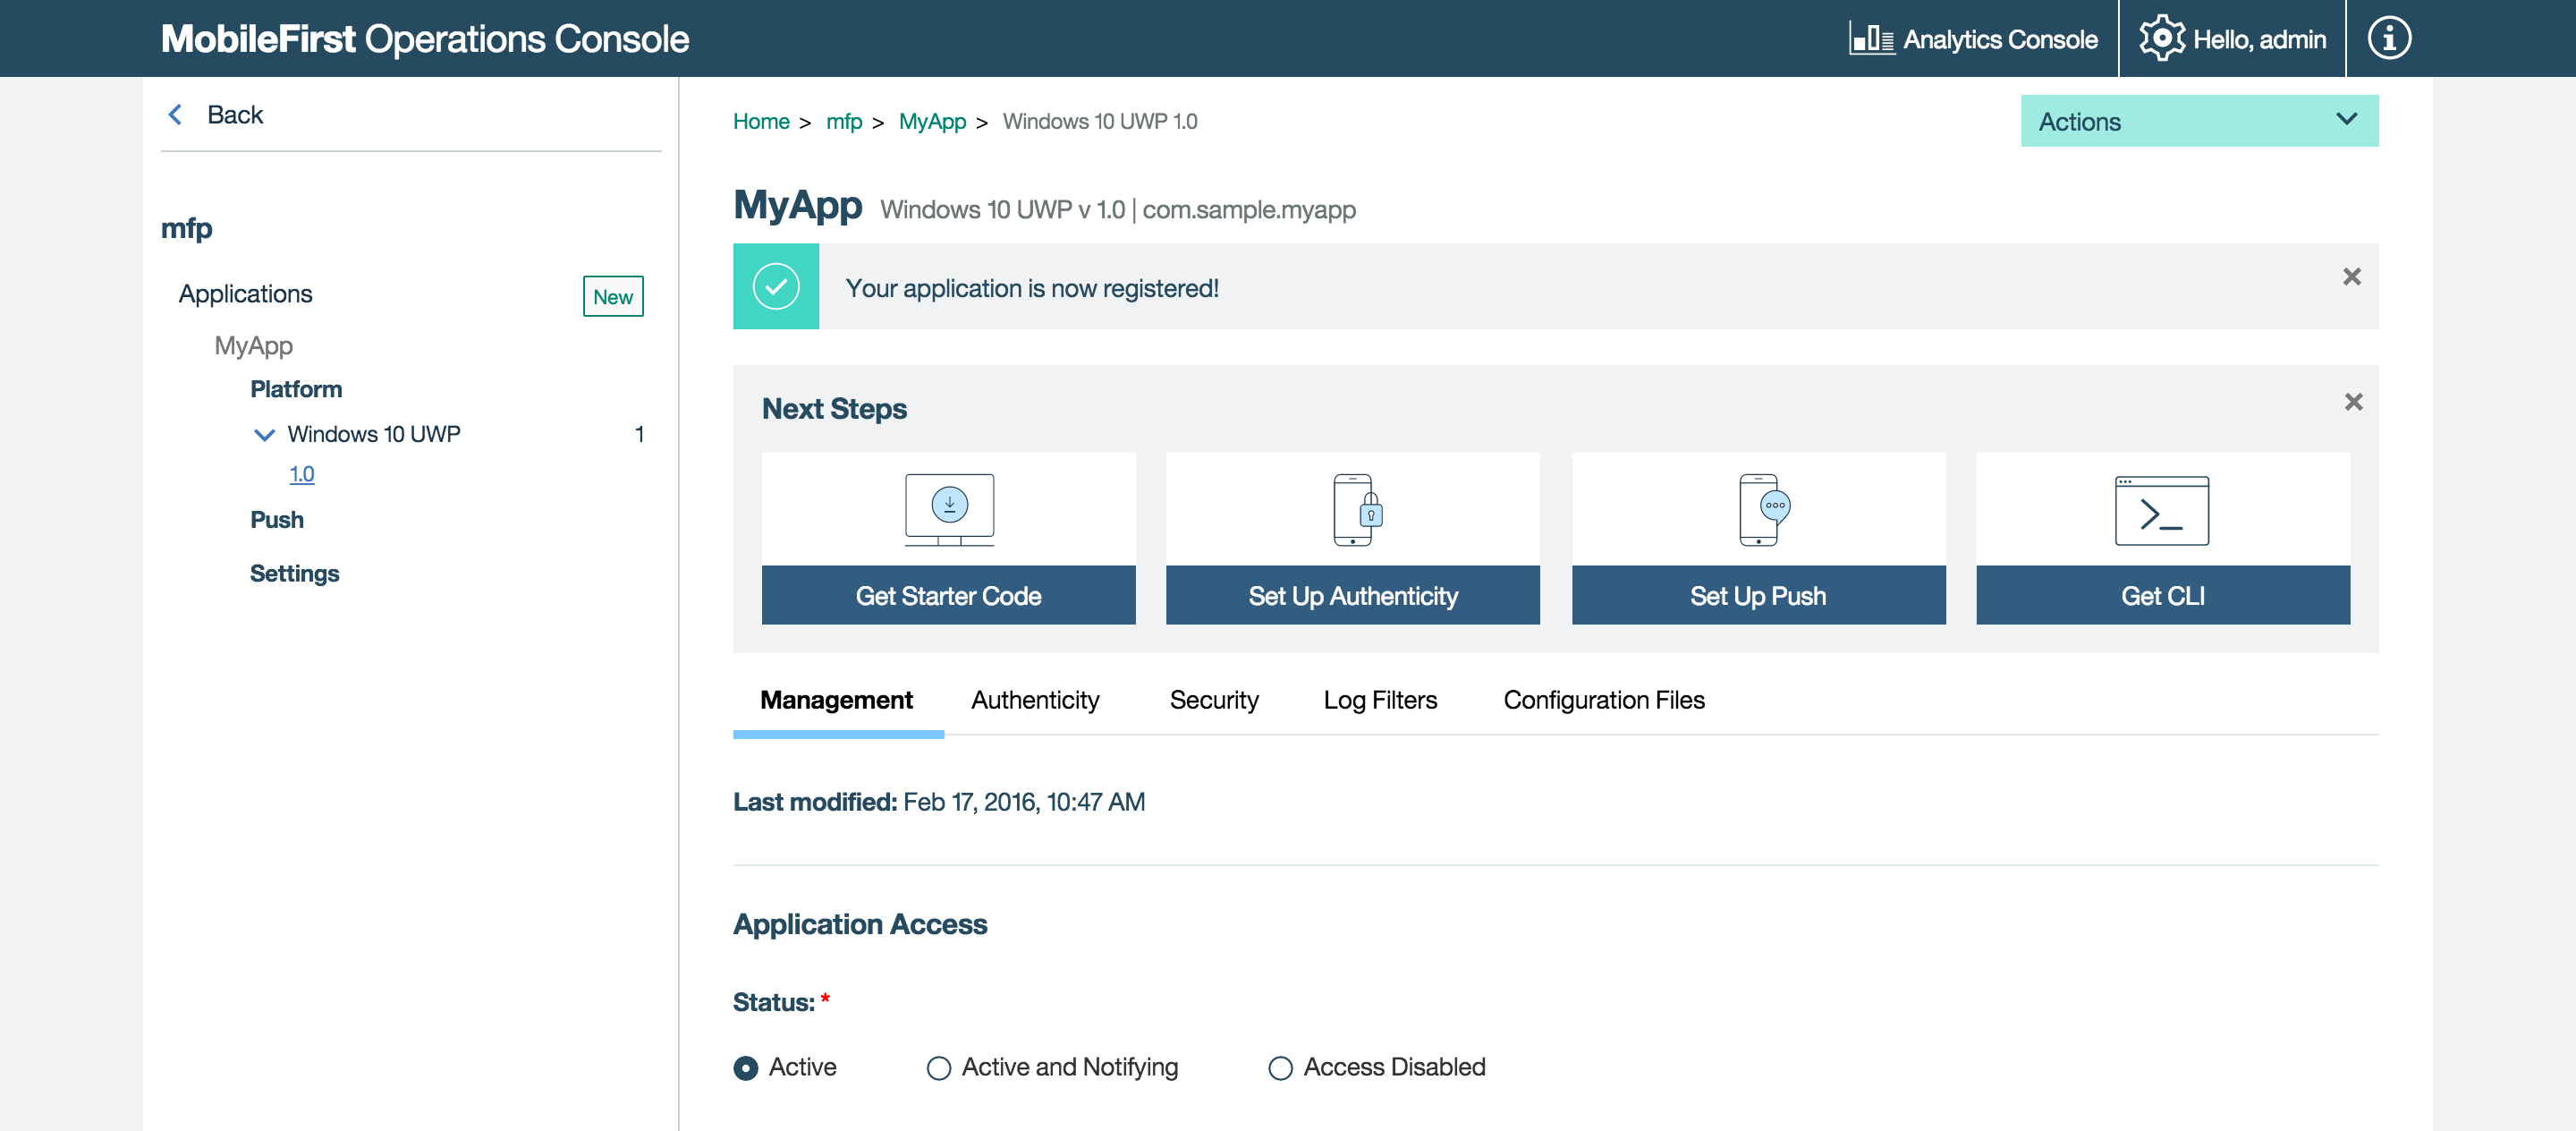 MobileFirst Operations Console
Analytics Console
Hello, admin
Back
mfp
Applications
New
MyApp
Platform
Windows 10 UWP 1
1.0
Push
Settings
Home > mfp > MyApp > Windows 10 UWP 1.0
Actions
MyApp Windows 10 UWP v 1.0 | com.sample.myapp
Your application is now registered!
Next Steps
Get Starter Code
Set Up Authenticity
Set Up Push
Get CLI
Management Authenticity Security Log Filters Configuration Files
Last modified: Feb 17, 2016, 10:47 AM
Application Access
Status: *
Active Active and Notifying Access Disabled